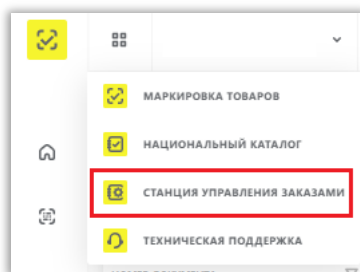 МАРКИРОВКА ТОВАРОВ
НАЦИОНАЛЬНЫЙ КАТАЛОГ
СТАНЦИЯ УПРАВЛЕНИЯ ЗАКАЗАМИ
ТЕХНИЧЕСКАЯ ПОДДЕРЖКА